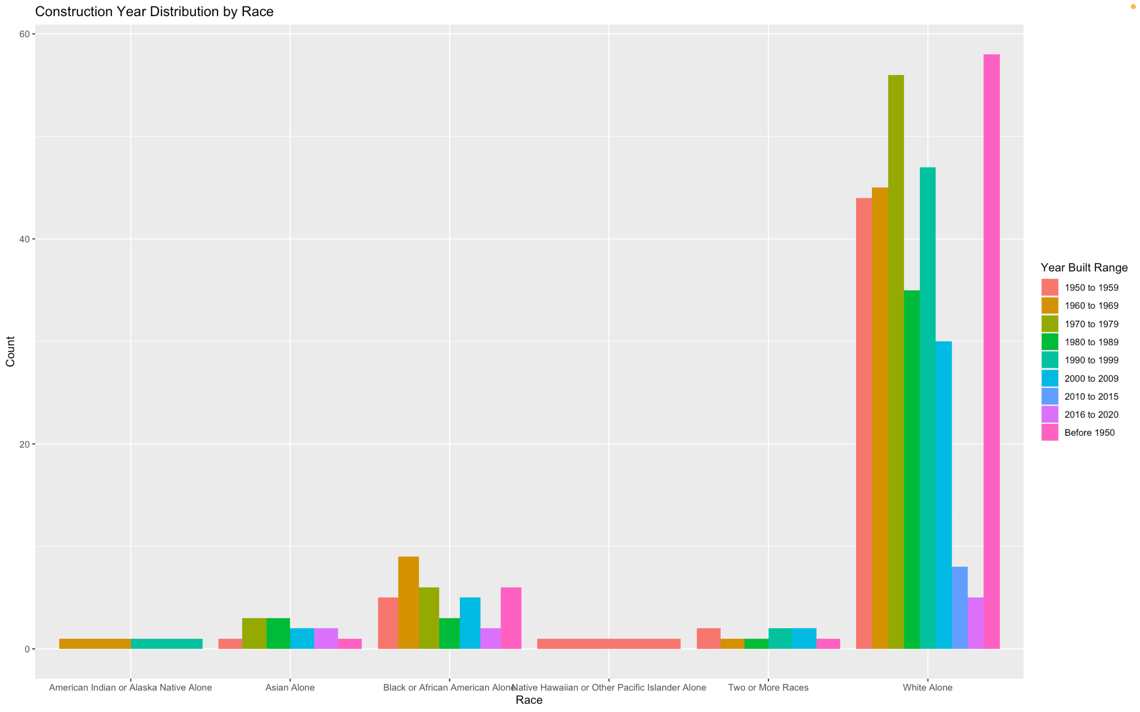 Construction Year Distribution by Race
60
40
20
0
Count
American Indian or Alaska Native Alone
Asian Alone
Black or African American Alone
Native Hawaiian or Other Pacific Islander Alone
Two or More Races
White Alone
Race
Year Built Range
1950 to 1959
1960 to 1969
1970 to 1979
1980 to 1989
1990 to 1999
2000 to 2009
2010 to 2015
2016 to 2020
Before 1950